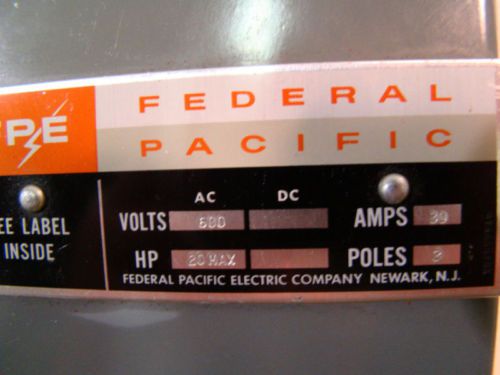 FPE
FEDERAL
PACIFIC
AC DC
VOLTS 600 AMPS 30
EE LABEL
INSIDE
HP 20 MAX POLES 3
FEDERAL PACIFIC ELECTRIC COMPANY NEWARK, N.J.